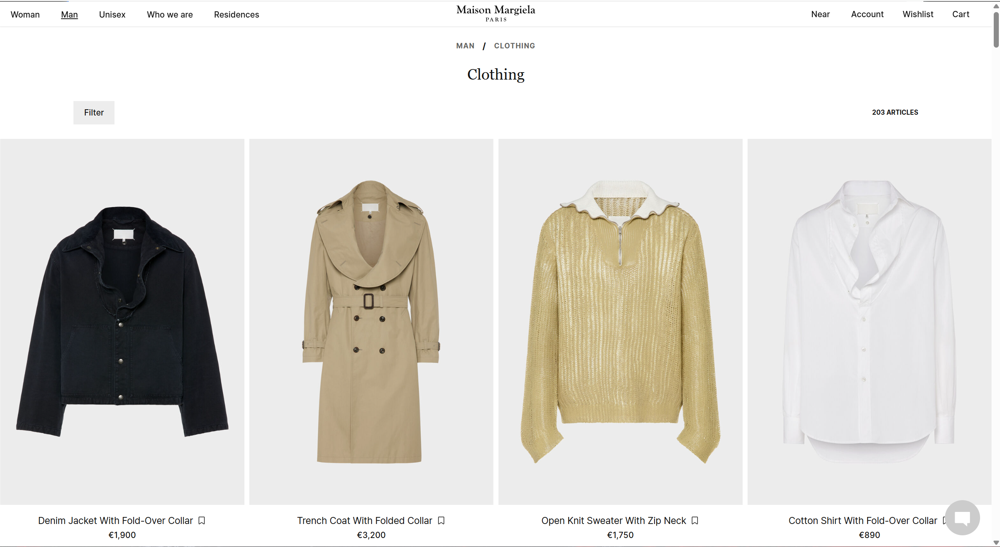 Woman Man Unisex Who we are Residences
Maison Margiela
PARIS
Near Account Wishlist Cart
MAN / CLOTHING
Clothing
Filter
203 ARTICLES
Denim Jacket With Fold-Over Collar
€1,900
Trench Coat With Folded Collar
€3,200
Open Knit Sweater With Zip Neck
€1,750
Cotton Shirt With Fold-Over Collar
€890